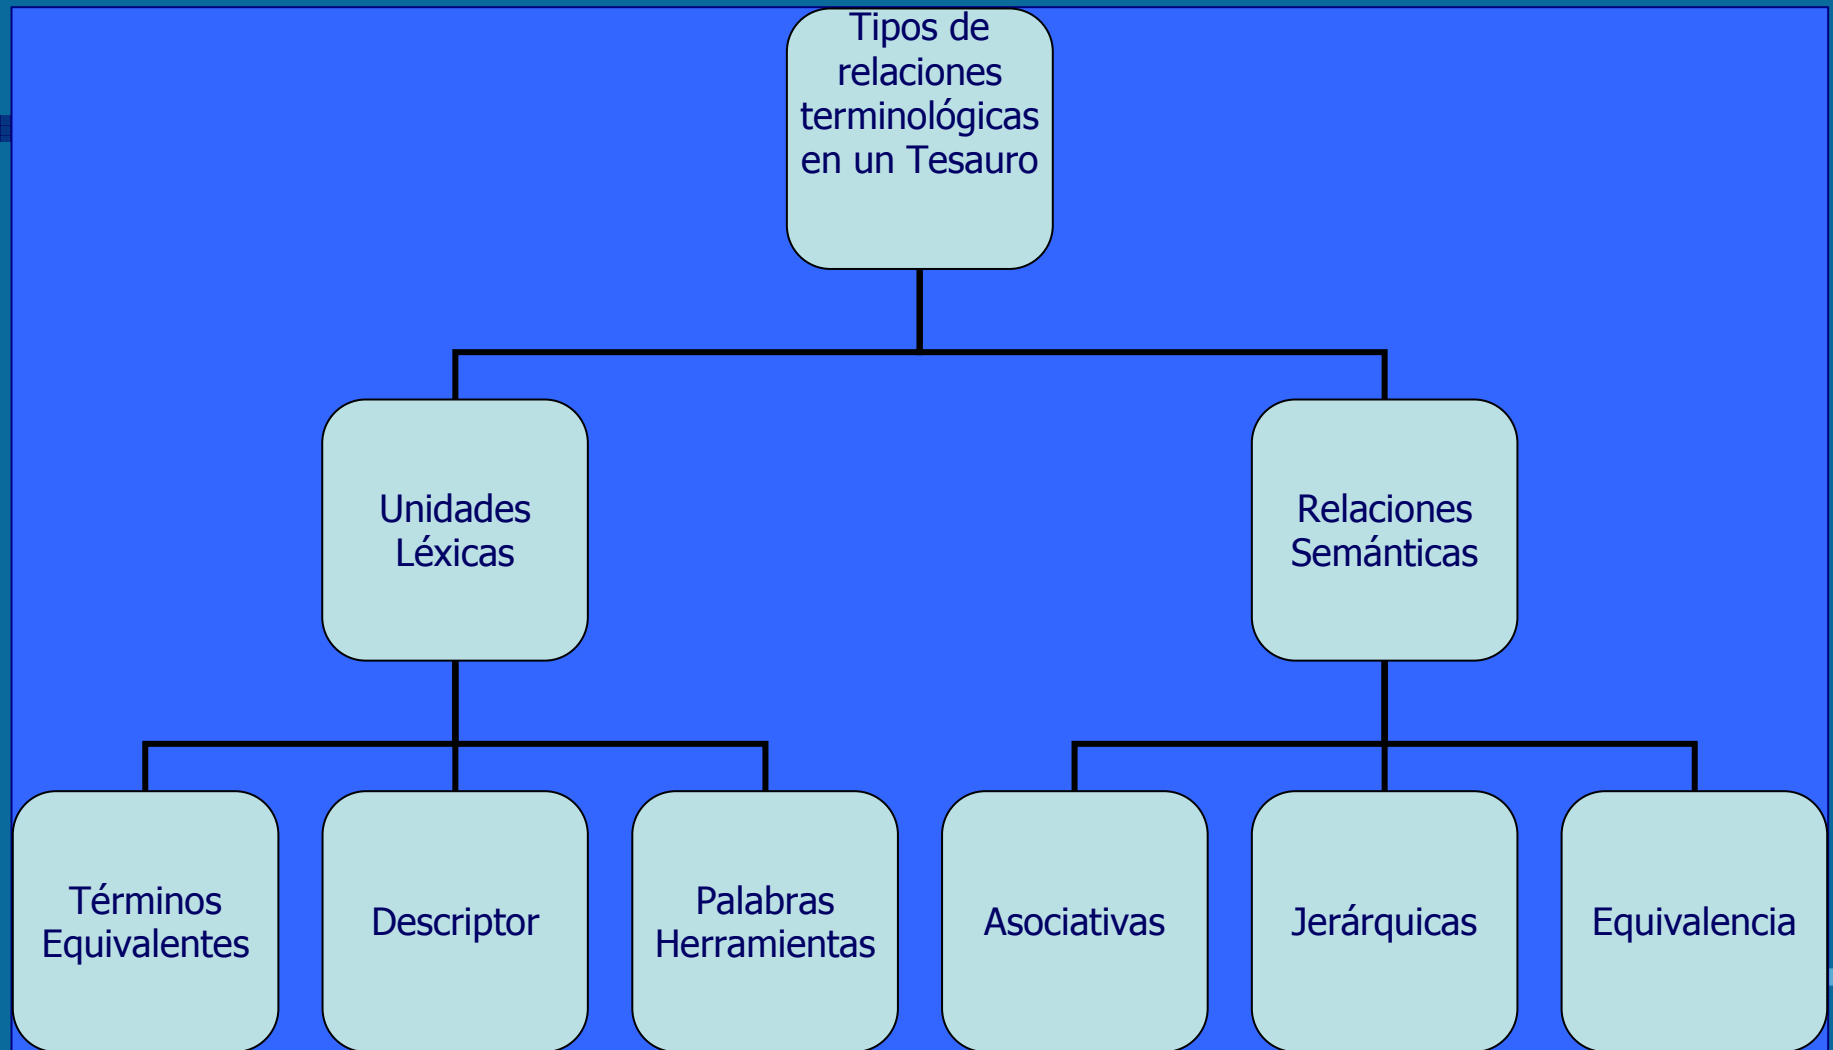 Tipos de
relaciones
terminológicas
en un Tesauro
Unidades
Léxicas
Relaciones
Semánticas
Términos
Equivalentes
Descriptor
Palabras
Herramientas
Asociativas
Jerárquicas
Equivalencia